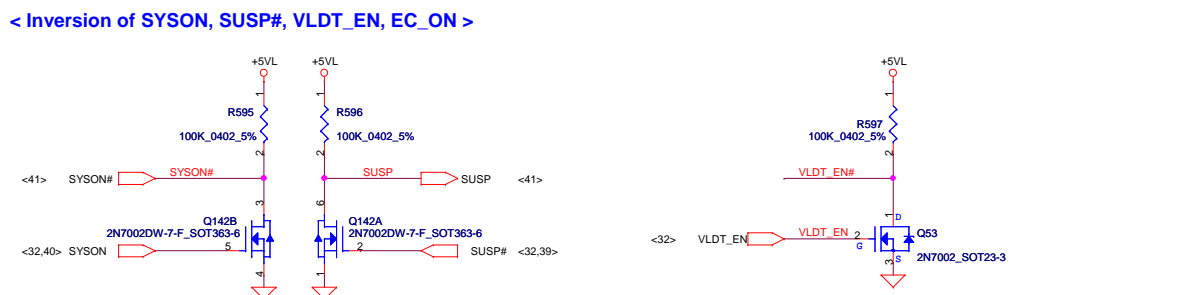 < Inversion of SYSON, SUSP#, VLDT_EN, EC_ON >
+5VL
+5VL
+5VL
1
1
1
R595
R596
R597
100K_0402_5%
100K_0402_5%
100K_0402_5%
2
2
2
<41>
SYSON#
SYSON#
SUSP
SUSP
<41>
VLDT_EN#
3
6
1
D
Q142B
2N7002DW-7-F_SOT363-6
Q142A
2N7002DW-7-F_SOT363-6
Q53
2N7002_SOT23-3
<32,40>
SYSON
5
2
SUSP#
<32,39>
<32>
VLDT_EN
VLDT_EN
2
G
4
1
3
S